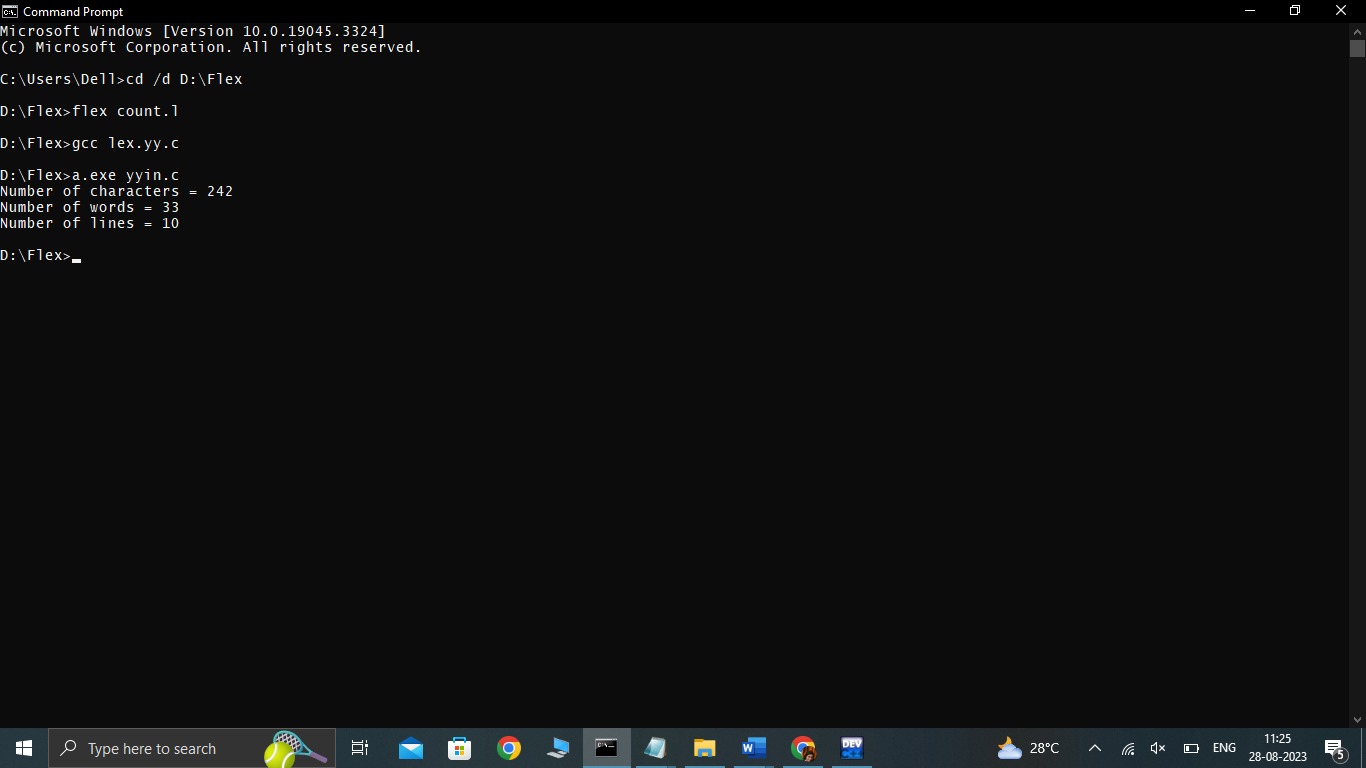 Command Prompt
Microsoft Windows [Version 10.0.19045.3324]
(c) Microsoft Corporation. All rights reserved.
C:\Users\Dell>cd /d D:\Flex
D:\Flex>flex count.l
D:\Flex>gcc lex.yy.c
D:\Flex>a.exe yyin.c
Number of characters = 242
Number of words = 33
Number of lines = 10
D:\Flex>
Type here to search
W
DEV
28°C
ENG
11:25
28-08-2023
5